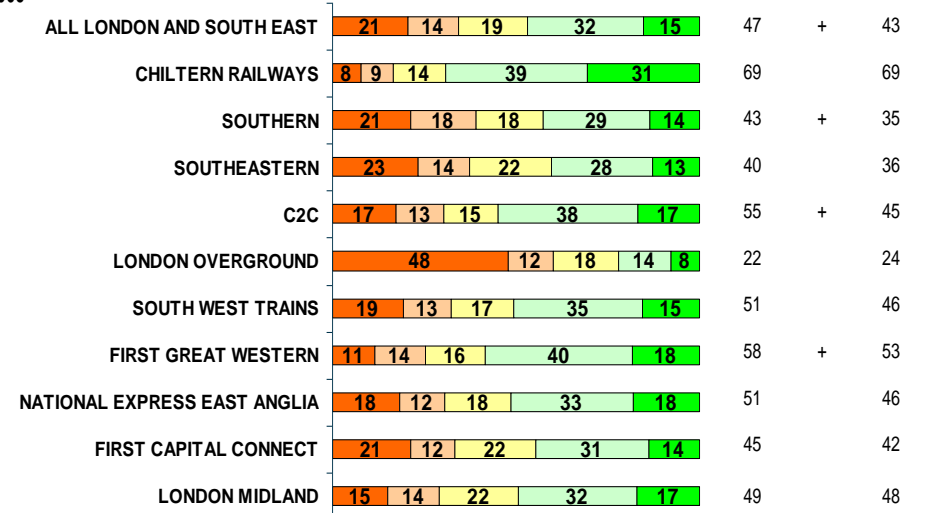 ALL LONDON AND SOUTH EAST 21 14 19 32 15 47 + 43
CHILTERN RAILWAYS 8 9 14 39 31 69 69
SOUTHERN 21 18 18 29 14 43 + 35
SOUTHEASTERN 23 14 22 28 13 40 36
C2C 17 13 15 38 17 55 + 45
LONDON OVERGROUND 48 12 18 14 8 22 24
SOUTH WEST TRAINS 19 13 17 35 15 51 46
FIRST GREAT WESTERN 11 14 16 40 18 58 + 53
NATIONAL EXPRESS EAST ANGLIA 18 12 18 33 18 51 46
FIRST CAPITAL CONNECT 21 12 22 31 14 45 42
LONDON MIDLAND 15 14 22 32 17 49 48